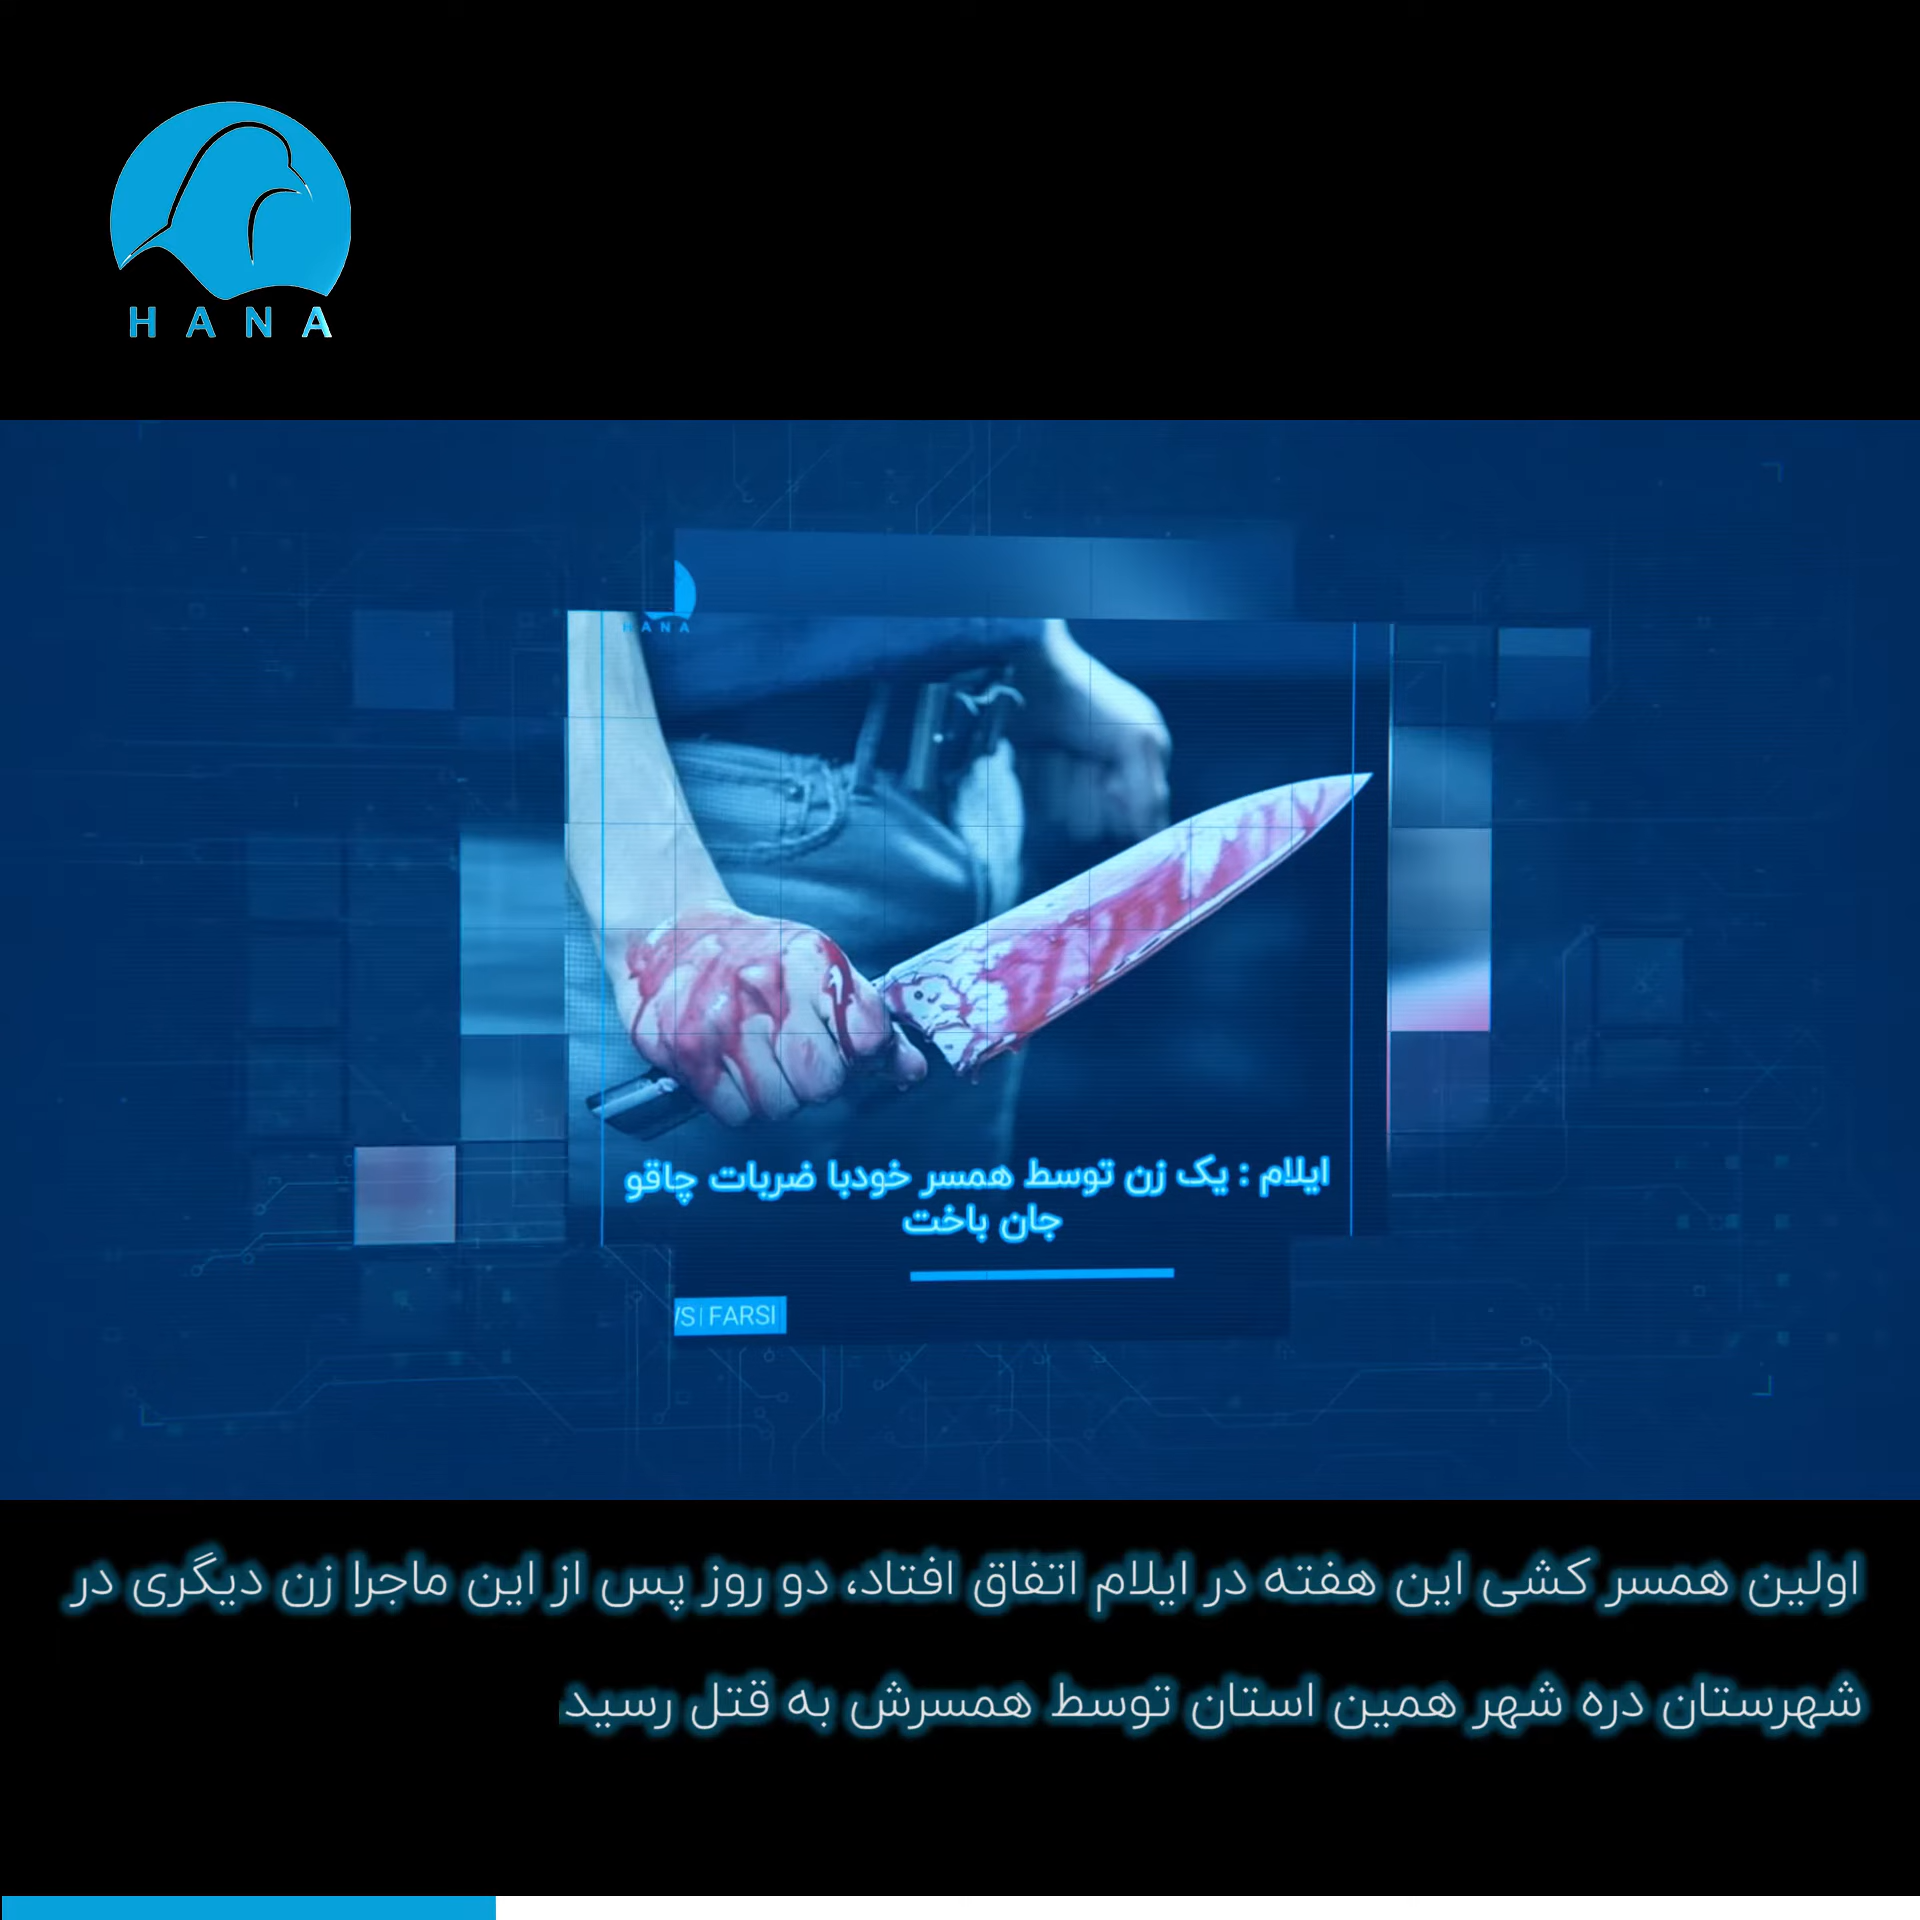 HANA
HANA
ایلام : یک زن توسط همسر خودبا ضربات چاقو
جان باخت
FARSI
اولین همسر کشی این هفته در ایلام اتفاق افتاد، دو روز پس از این ماجرا زن دیگری در
شهرستان دره شهر همین استان توسط همسرش به قتل رسید